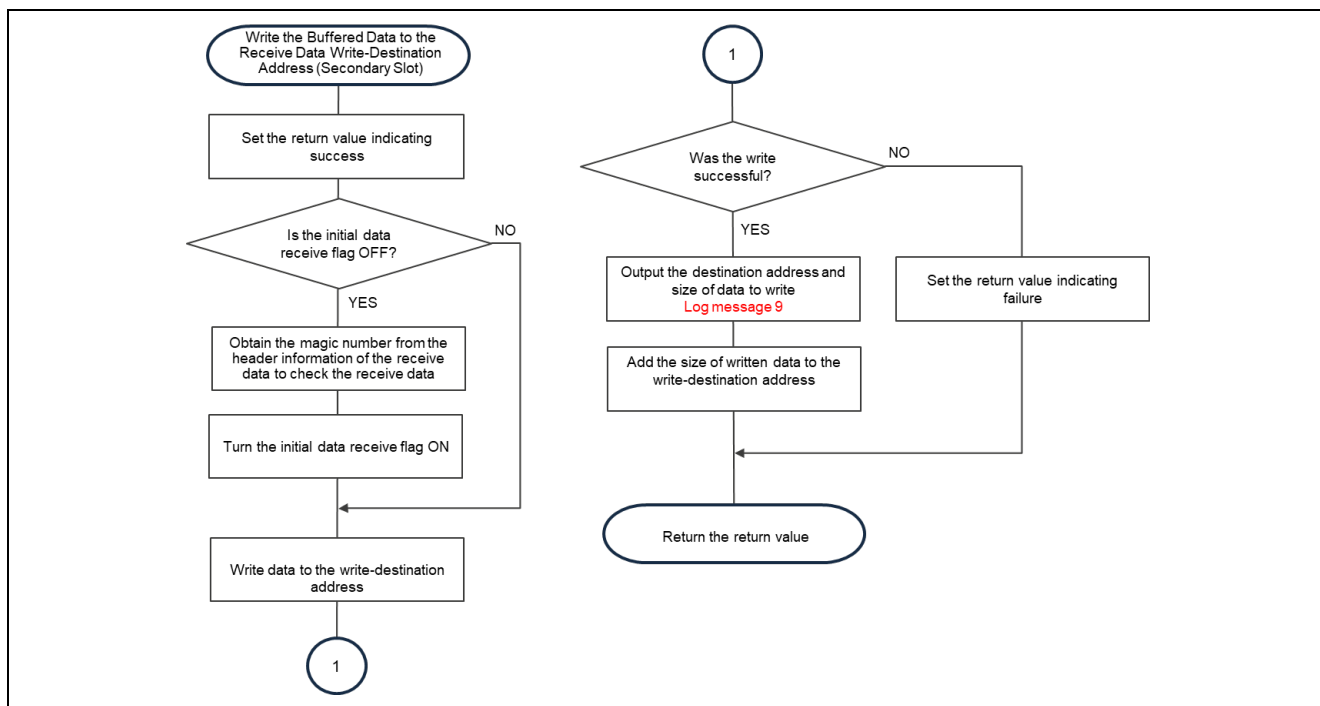 Write the Buffered Data to the
Receive Data Write-Destination
Address (Secondary Slot)
Set the return value indicating
success
Is the initial data
receive flag OFF?
NO
YES
Obtain the magic number from the
header information of the receive
data to check the receive data
Turn the initial data receive flag ON
Write data to the write-destination
address
1
1
Was the write
successful?
NO
YES
Output the destination address and
size of data to write
Log message 9
Set the return value indicating
failure
Add the size of written data to the
write-destination address
Return the return value